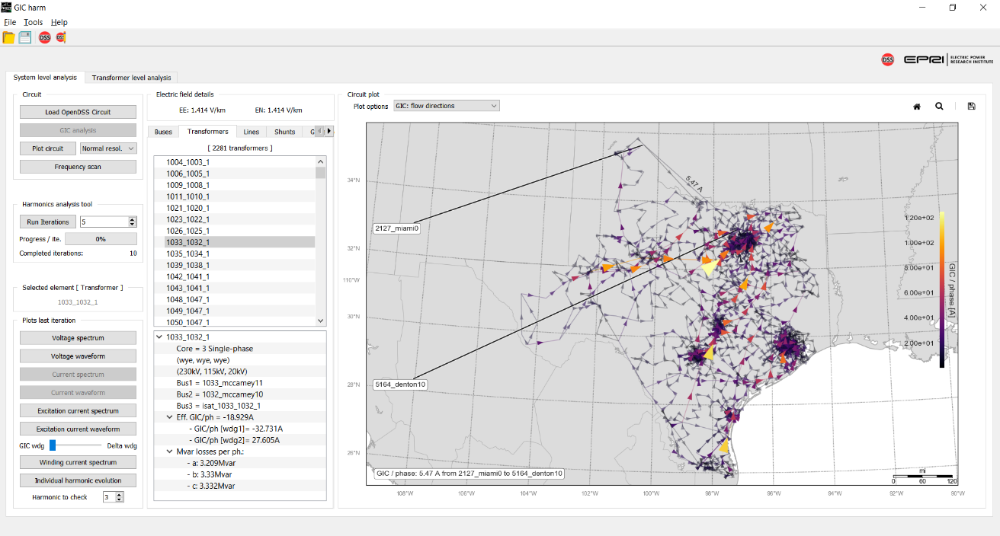 GIC harm
File Tools Help
DSS DSS
DSS EPRI ELECTRIC POWER
RESEARCH INSTITUTE
System level analysis Transformer level analysis
Circuit
Load OpenDSS Circuit
GIC analysis
Plot circuit Normal resol.
Frequency scan
Harmonics analysis tool
Run Iterations 5
Progress / ite. 0%
Completed iterations: 10
Selected element [ Transformer ]
1033_1032_1
Plots last iteration
Voltage spectrum
Voltage waveform
Current spectrum
Current waveform
Excitation current spectrum
Excitation current waveform
GIC wdg Delta wdg
Winding current spectrum
Individual harmonic evolution
Harmonic to check 3
Electric field details
EE: 1.414 V/km EN: 1.414 V/km
Buses Transformers Lines Shunts G
[ 2281 transformers ]
1004_1003_1
1006_1005_1
1009_1008_1
1011_1010_1
1021_1020_1
1023_1022_1
1026_1025_1
1033_1032_1
1035_1034_1
1039_1038_1
1042_1041_1
1043_1041_1
1048_1047_1
1049_1047_1
1050_1047_1
1033_1032_1
Core = 3 Single-phase
(wye, wye, wye)
(230kV, 115kV, 20kV)
Bus1 = 1033_mccamey11
Bus2 = 1032_mccamey10
Bus3 = isat_1033_1032_1
Eff. GIC/ph = -18.929A
- GIC/ph [wdg1]= -32.731A
- GIC/ph [wdg2]= 27.605A
Mvar losses per ph.:
- a: 3.209Mvar
- b: 3.33Mvar
- c: 3.332Mvar
Circuit plot
Plot options GIC: flow directions
34°N
32°N
110°W
30°N
28°N
26°N
5.47 A
2127_miami0
5164_denton10
GIC / phase: 5.47 A from 2127_miami0 to 5164_denton10
1.20e+02
1.00e+02
8.00e+01
6.00e+01
4.00e+01
2.00e+01
GIC / phase [A]
mi
0 60 120
108°W 106°W 104°W 102°W 100°W 98°W 96°W 94°W 92°W 90°W